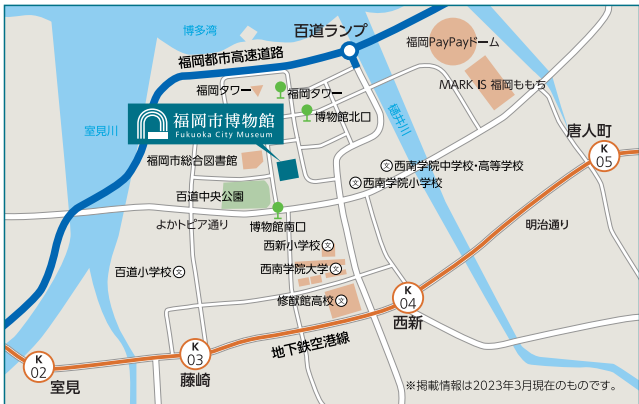 博多湾
百道ランプ
福岡PayPayドーム
福岡都市高速道路
福岡タワー
福岡タワー
MARK IS 福岡ももち
福岡市博物館
Fukuoka City Museum
博物館北口
室見川
樋井川
唐人町
K
05
福岡市総合図書館
西南学院中学校・高等学校
西南学院小学校
百道中央公園
よかトピア通り
博物館南口
明治通り
西新小学校
百道小学校
西南学院大学
修猷館高校
K
04
西新
地下鉄空港線
K
03
藤崎
K
02
室見
文
文
文
文
文
文
※掲載情報は2023年3月現在のものです。